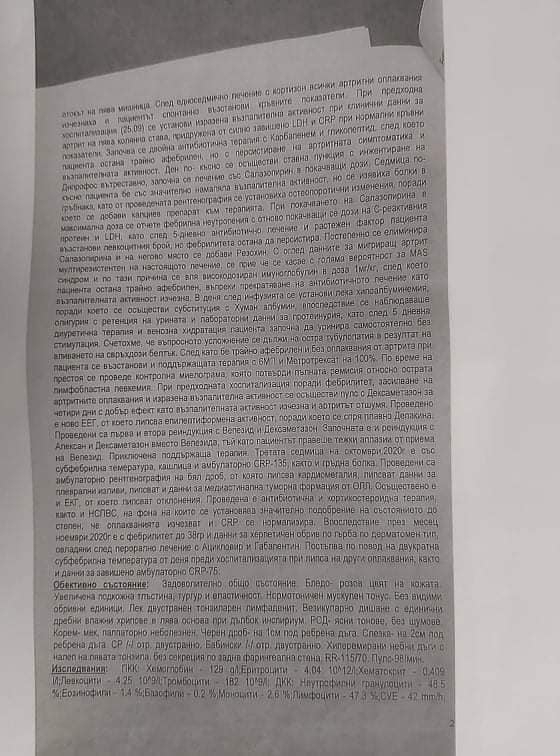 атокът на лява мишница. След едноседмично лечение с кортизон всички артритни оплаквания
изчезнаха и пациентът спонтанно възстанови кръвните показатели. При предходна
хоспитализация (25.09) се установи изразена възпалителна активност при клинични данни за
артрит на лява колянна става, придружена от силно завишено LDH и CRP при нормални кръвни
показатели. Започва се двойна антибиотична терапия с Карбапенем и гликопептид, след което
пациента остана трайно афебрилен, но с персистиране на артритната симптоматика и
възпалителната активност. Ден по- късно се осъществи ставна пункция с инжектиране на
Дипрофос вътреставно, започна се лечение със Салазопирин в покачващи дози. Седмица по-
късно пациента бе със значително намаляла възпалителна активност, но се изявиха болки в
гръбнака, като от проведената рентгенография се установиха остеопоротични изменения, поради
което се добави калциев препарат към терапията. При покачването на Салазопирина в
максимална доза се отчете фебрилна неутропения с отново покачващи се дози на С-реактивния
протеин и LDH, като след 5-дневно антибиотично лечение и растежен фактор пациента
възстанови левкоцитния брой, но фебрилитета остана да персистира. Постепенно се елиминира
Салазопирина и на негово място се добави Резохин. С оглед данните за мигриращ артрит
мултирезистентен на настоящото лечение, се прие че се касае с голяма вероятност за MAS
синдром и по тази причина се вля високодозиран имуноглобулин в доза 1мг/кг, след което
пациента остана трайно афебрилен, въпреки прекратяване на антибиотичното лечение като
възпалителната активност изчезна. В деня след инфузията се установи лека хипоалбуминемия,
поради което се осъществи субституция с Хуман албумин, впоследствие се наблюдаваше
олигурия с ретенция на урината и лабораторни данни за протеинурия, като след 5 дневна
диуретична терапия и венозна хидратация пациента започна да уринира самостоятелно без
стимулация. Счетохме, че въпросното усложнение се дължи на остра тубулопатия в резултат на
вливането на свръхдози белтък. След като бе трайно афебрилен и без оплаквания от артрита при
пациента се възстанови и поддържащата терапия с 6МП и Метротрексат на 100%. По време на
престоя се проведе контролна миелограма, която потвърди пълната ремисия относно острата
лимфобластна левкемия. При предходната хоспитализация поради фебрилитет, засилване на
артритните оплаквания и изразена възпалителна активност се осъществи пулс с Дексаметазон за
четири дни с добър ефект като възпалителната активност изчезна и артритът отшумя. Проведено
е ново ЕЕГ, от което липсва епилептиформена активност, поради което се спря плавно Депакина.
Проведени са първа и втора реиндукция с Велезид и Дексаметазон. Започната е и реиндукция с
Алексан и Дексаметазон вместо Велезида, тъй като пациентът правеше тежки аплазии от приема
на Велезид. Приключена поддържаща терапия. Третата седмица на октомври.2020г е със
субфебрилна температура, кашлица и амбулаторно CRP-135, както и гръдна болка. Проведени са
амбулаторно рентгенография на бял дроб, от която липсва кардиомегалия, липсват данни за
плеврални изливи, липсват и данни за медиастинална туморна формация от ОЛЛ. Осъществено е
и ЕКГ, от което липсват отклонения. Проведена е антибиотична и кортикостероидна терапия,
както и НСПВС, на фона на които се установява значително подобрение на състоянието до
степен, че оплакванията изчезват и CRP се нормализира. Впоследствие през месец
ноември.2020г е с фебрилитет до 38гр и данни за херпетичен обрив по гърба по дерматомен тип,
овладяни след перорално лечение с Ацикловир и Габапентин. Постъпва по повод на двукратна
субфебрилна температура от деня преди хоспитализацията при липса на други оплаквания, както
и данни за завишено амбулаторно CRP-75.
Обективно състояние: Задоволително общо състояние. Бледо- розов цвят на кожата.
Увеличена подкожна тлъстина, тургур и еластичност. Нормотоничен мускулен тонус. Без видими
обривни единици. Лек двустранен тонзиларен лимфаденит. Везикуларно дишане с единични
дребни влажни хрипове в лява основа при дълбок инспириум. РОД- ясни тонове, без шумове.
Корем- мек, палпаторно неболезнен. Черен дроб- на 1см под ребрена дъга. Слезка- на 2см под
ребрена дъга. СР /-/ отр. двустранно. Бабински /-/ отр. двустранно. Хиперемирани небни дъги с
налеп на лявата тонзила, без секреция по задна фарингеална стена. RR-115/70. Пулс-98/мин.
Изследвания: ПКК: Хемоглобин - 129 g/l;Еритроцити - 4.04 10^12/l;Хематокрит - 0.409
l/l;Левкоцити - 4.25 10^9/l;Тромбоцити - 182 10^9/l; ДКК: Неутрофилни гранулоцити - 48.5
%;Еозинофили - 1.4 %;Базофили - 0.2 %;Моноцити - 2.6 %;Лимфоцити - 47.3 %;СУЕ - 42 mm/h;
2